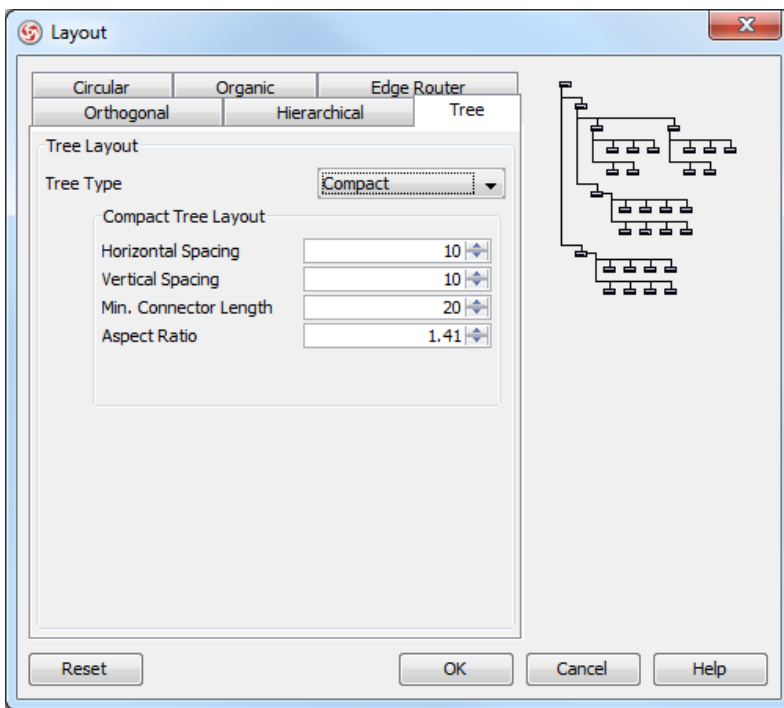 Layout
Circular Organic Edge Router
Orthogonal Hierarchical Tree
Tree Layout
Tree Type Compact
Compact Tree Layout
Horizontal Spacing 10
Vertical Spacing 10
Min. Connector Length 20
Aspect Ratio 1.41
Reset OK Cancel Help